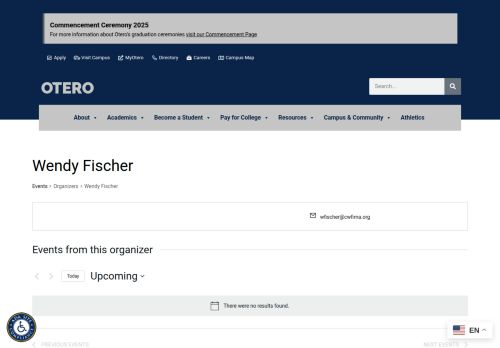 Commencement Ceremony 2025
For more information about Otero's graduation ceremonies visit our Commencement Page
Apply
Visit Campus
MyOtero
Directory
Careers
Campus Map
OTERO
Search...
About
Academics
Become a Student
Pay for College
Resources
Campus & Community
Athletics
Wendy Fischer
Events > Organizers > Wendy Fischer
wfischer@cwfima.org
Events from this organizer
Today
Upcoming
There were no results found.
EN
PREVIOUS EVENTS
NEXT EVENTS